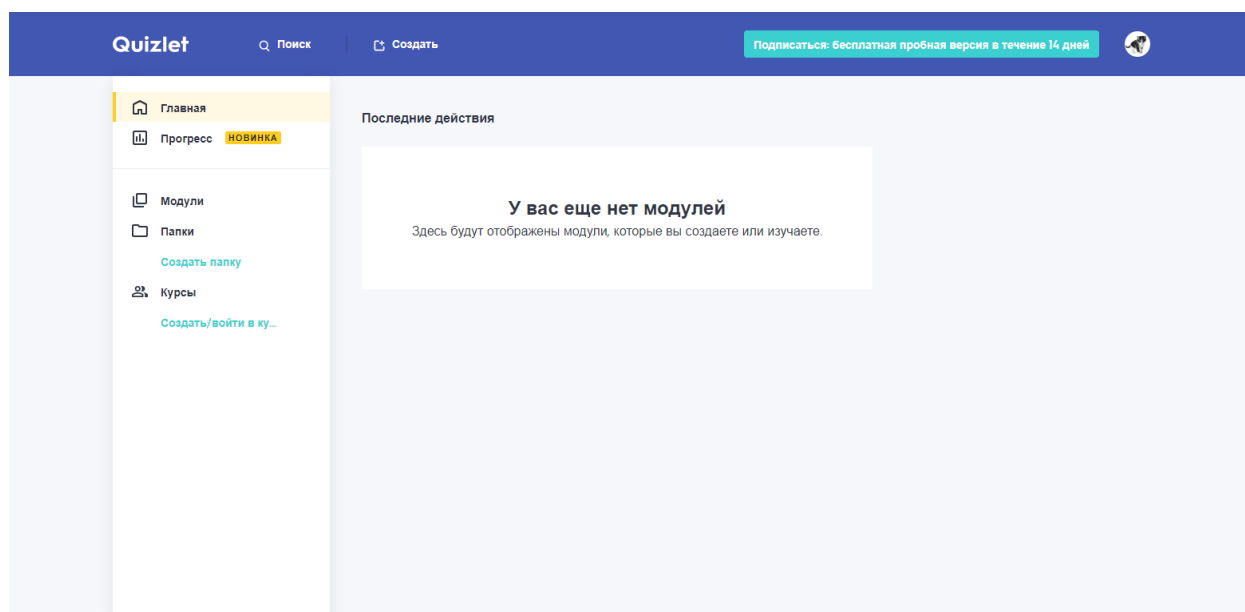 Quizlet
Поиск
Создать
Подписаться: бесплатная пробная версия в течение 14 дней
Главная
Прогресс НОВИНКА
Модули
Папки
Создать папку
Курсы
Создать/войти в ку...
Последние действия
У вас еще нет модулей
Здесь будут отображены модули, которые вы создаете или изучаете.